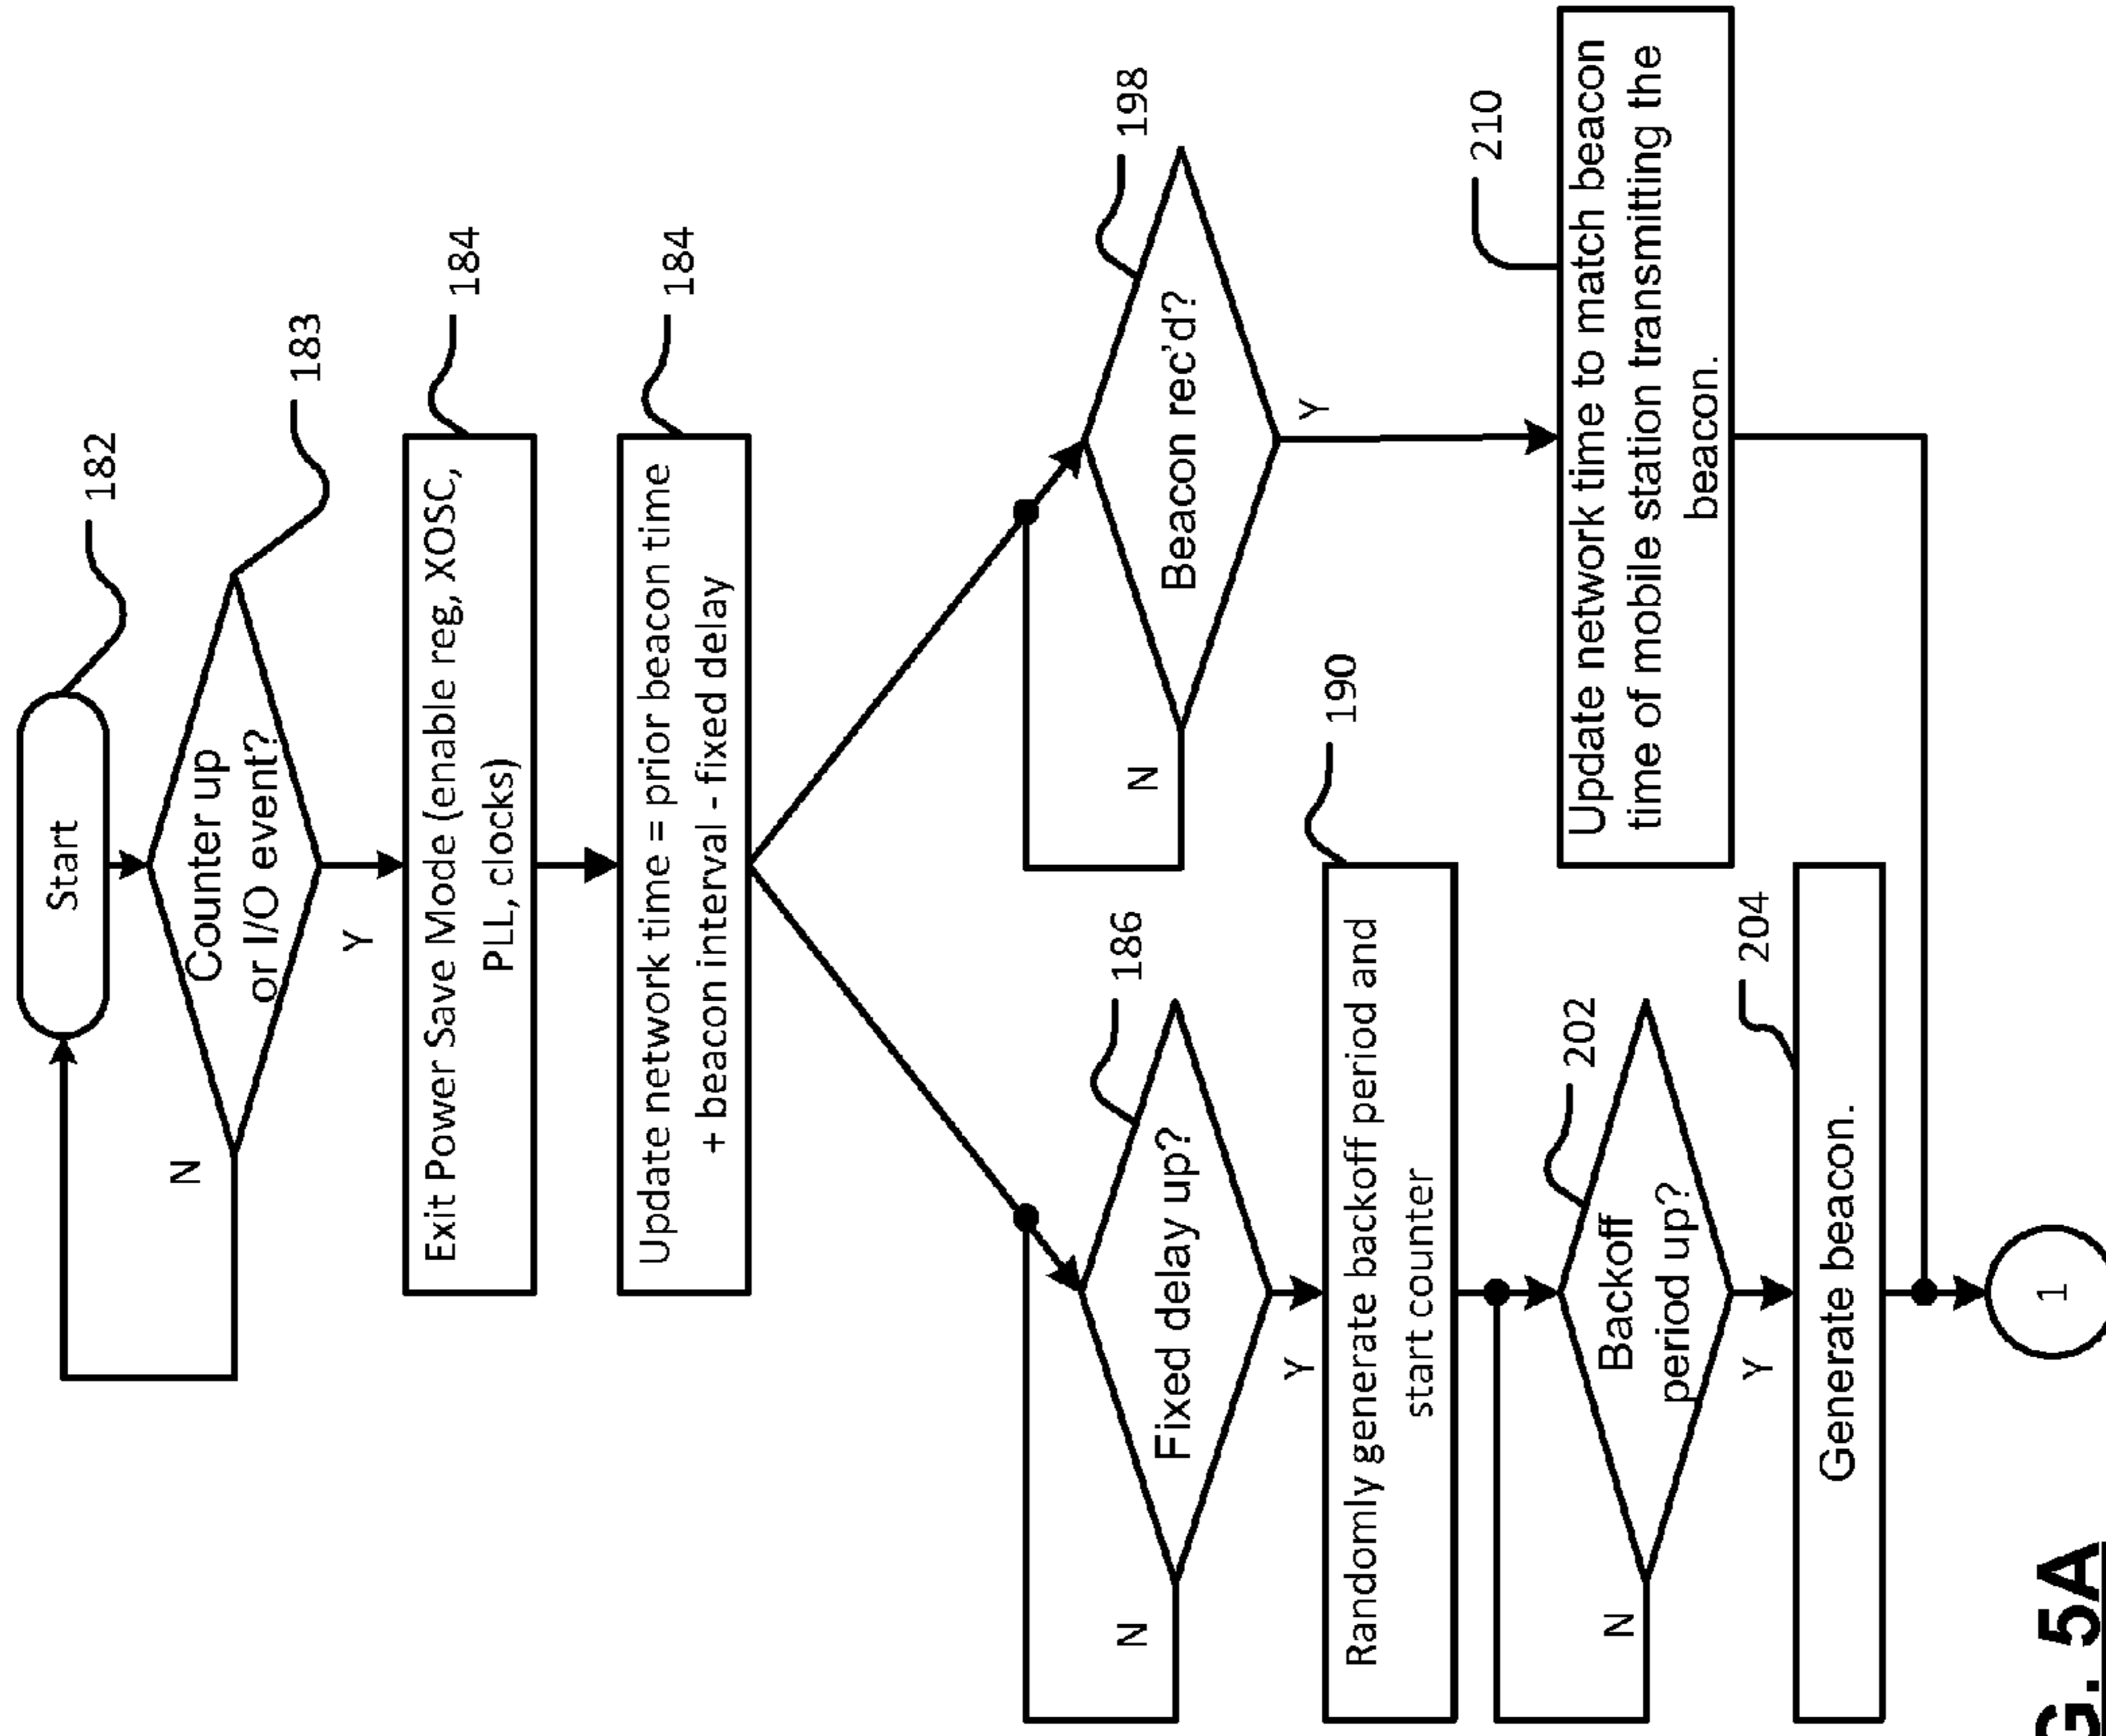 Start
182
Counter up
or I/O event?
183
N
Y
Exit Power Save Mode (enable reg, XOSC,
PLL, clocks)
184
Update network time = prior beacon time
+ beacon interval - fixed delay
184
Fixed delay up?
186
N
Y
Beacon rec'd?
198
N
Y
Randomly generate backoff period and
start counter
190
Backoff
period up?
202
N
Y
Update network time to match beacon
time of mobile station transmitting the
beacon.
210
Generate beacon.
204
1
G. 5A